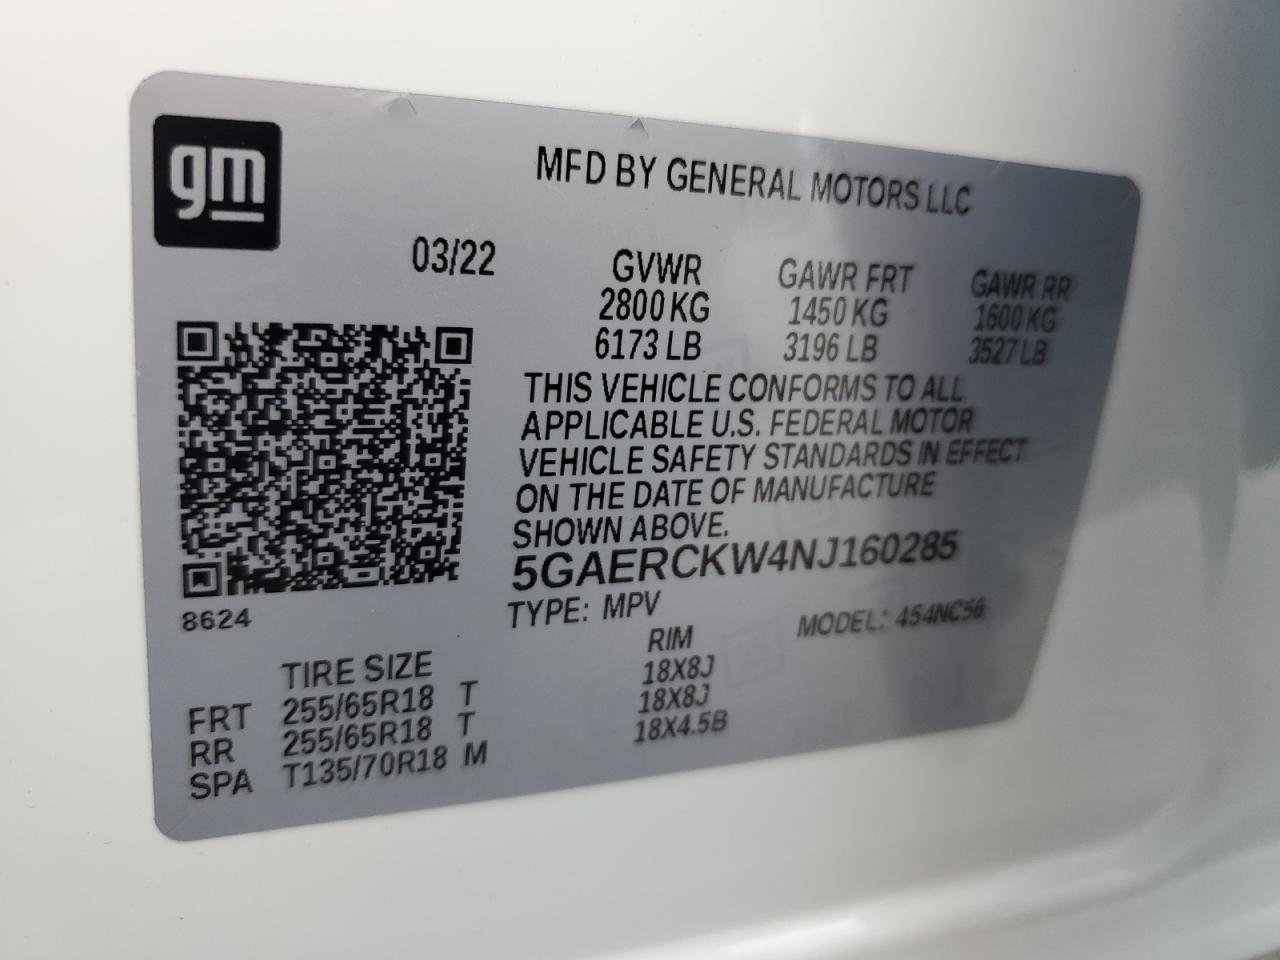 gm
MFD BY GENERAL MOTORS LLC
03/22
GVWR GAWR FRT GAWR RR
2800 KG 1450 KG 1600 KG
6173 LB 3196 LB 3527 LB
THIS VEHICLE CONFORMS TO ALL
APPLICABLE U.S. FEDERAL MOTOR
VEHICLE SAFETY STANDARDS IN EFFECT
ON THE DATE OF MANUFACTURE
SHOWN ABOVE.
5GAERCKW4NJ160285
8624
TYPE: MPV MODEL: 454NC56
TIRE SIZE RIM
FRT 255/65R18 T 18X8J
RR 255/65R18 T 18X8J
SPA T135/70R18 M 18X4.5B